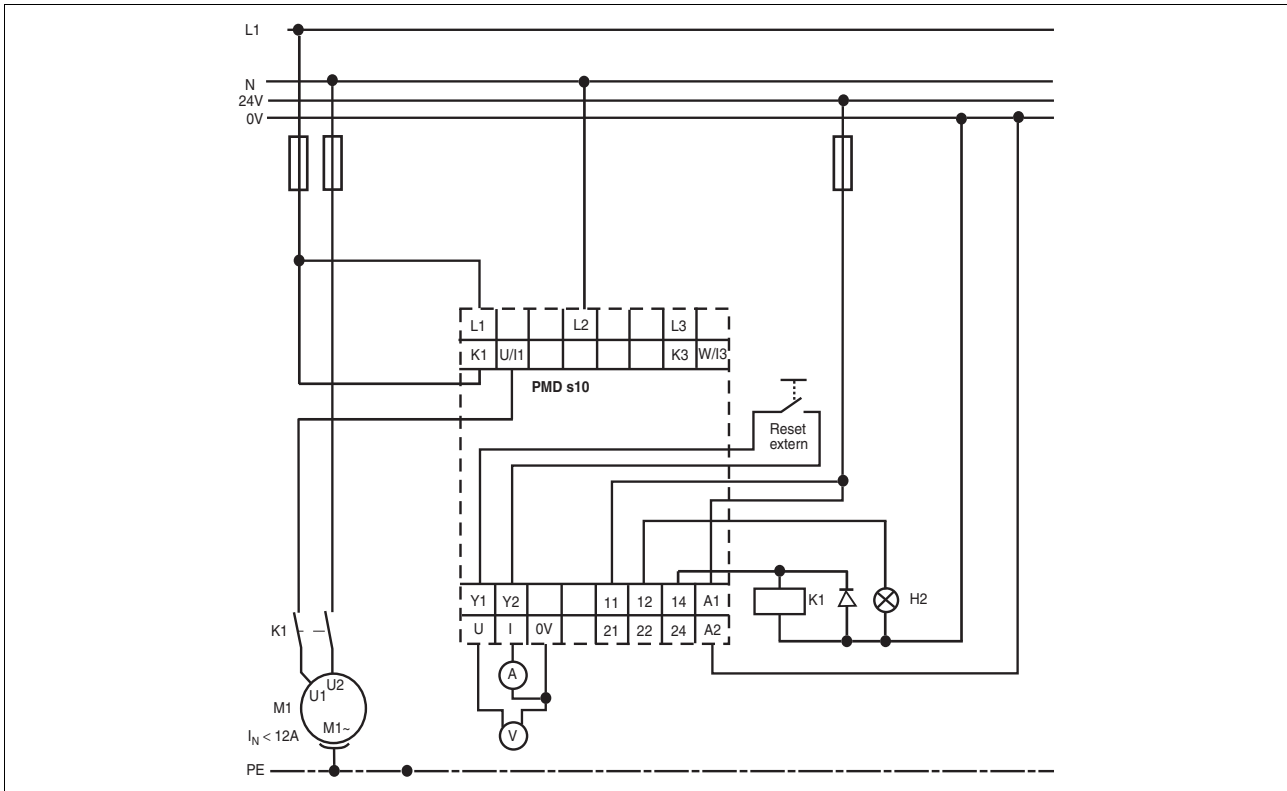 L1
N
24V
0V
L1 L2 L3
K1 U/I1 K3 W/I3
PMD s10
Reset
extern
Y1 Y2 11 12 14 A1
U I 0V 21 22 24 A2
K1 H2
A
V
K1
U2
U1
M1
M1~
IN < 12A
PE